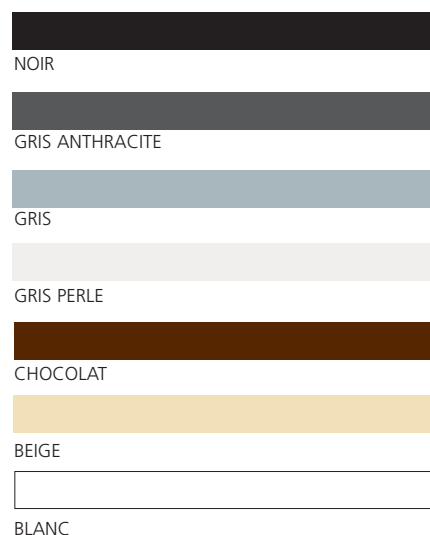 NOIR
GRIS ANTHRACITE
GRIS
GRIS PERLE
CHOCOLAT
BEIGE
BLANC